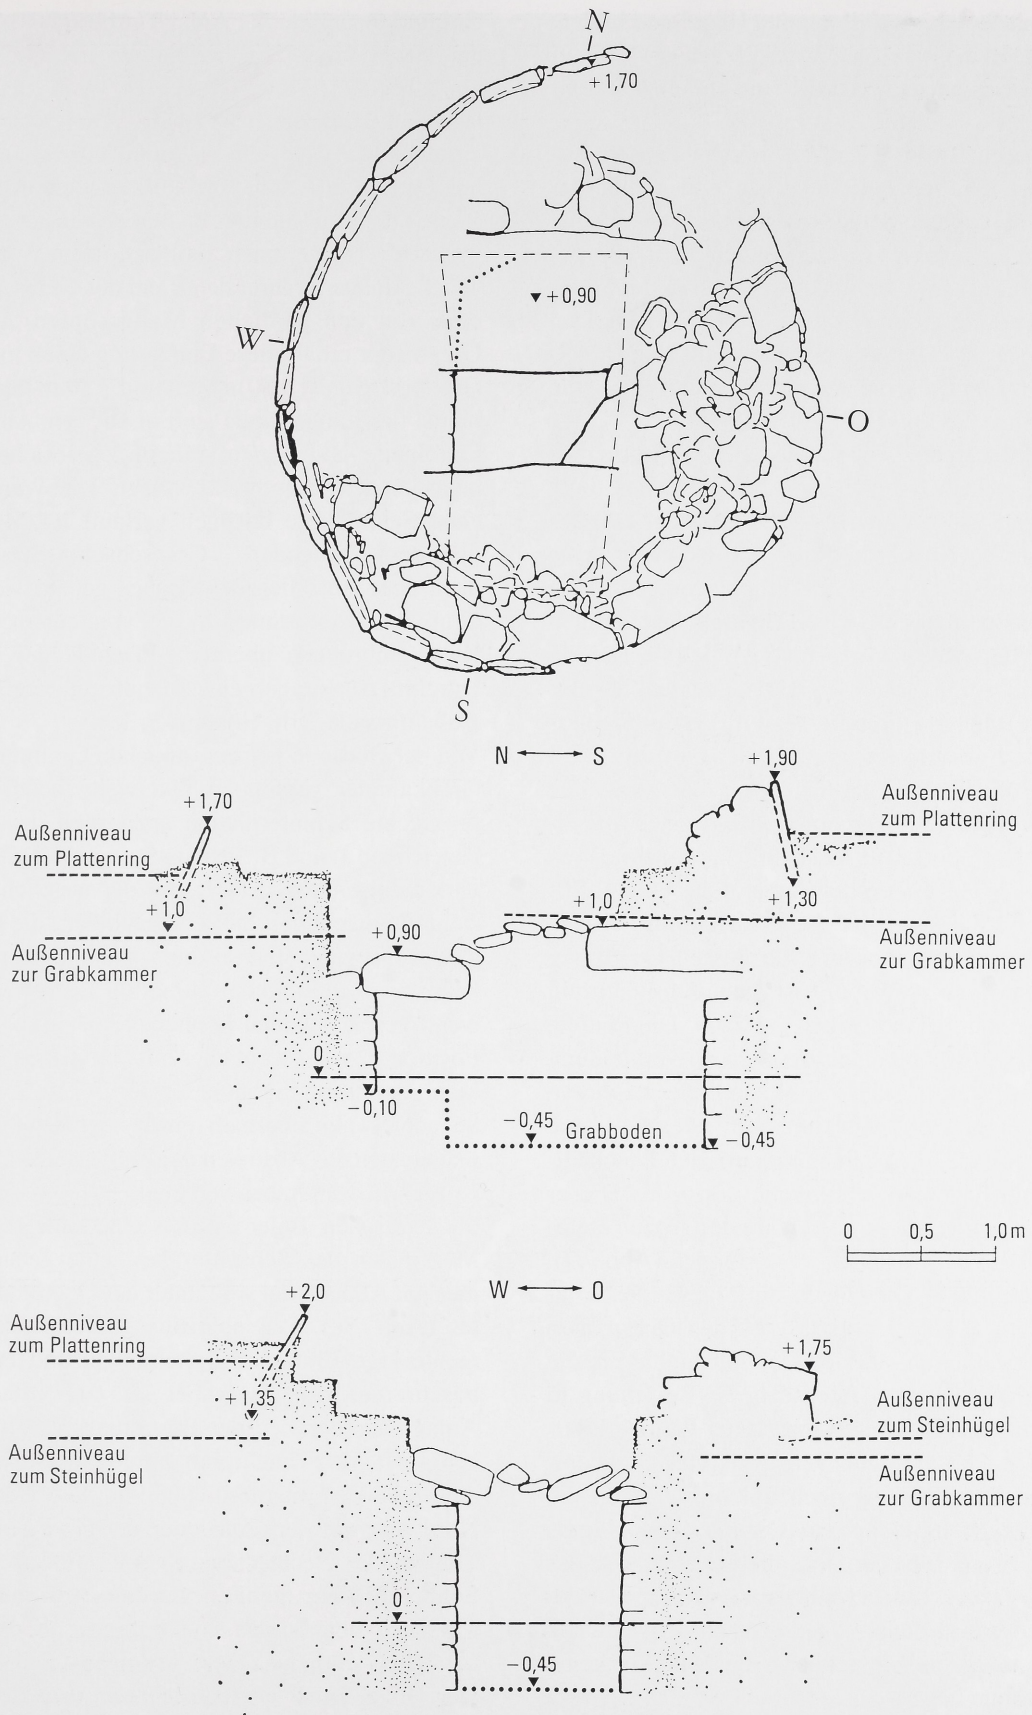 N
+1,70
+0,90
W
O
S
N S
+1,90
+1,70
Außenniveau
zum Plattenring
Außenniveau
zum Plattenring
+1,0
+1,0
+1,30
+0,90
Außenniveau
zur Grabkammer
Außenniveau
zur Grabkammer
0
−0,10
−0,45
Grabboden
−0,45
0 0,5 1,0 m
W O
+2,0
Außenniveau
zum Plattenring
+1,75
+1,35
Außenniveau
zum Steinhügel
Außenniveau
zum Steinhügel
Außenniveau
zur Grabkammer
0
−0,45